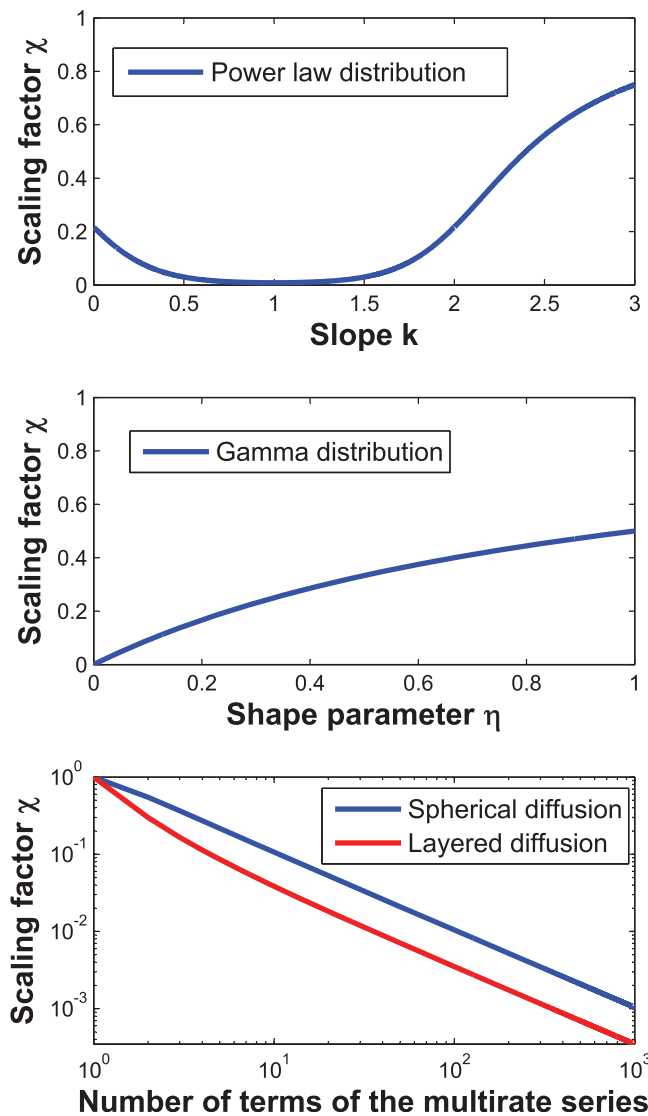 1
0.8
0.6
0.4
0.2
0
Scaling factor χ
Power law distribution
0 0.5 1 1.5 2 2.5 3
Slope k
1
0.8
0.6
0.4
0.2
0
Scaling factor χ
Gamma distribution
0 0.2 0.4 0.6 0.8 1
Shape parameter η
10⁰
10⁻¹
10⁻²
10⁻³
Scaling factor χ
Spherical diffusion
Layered diffusion
10⁰ 10¹ 10² 10³
Number of terms of the multirate series